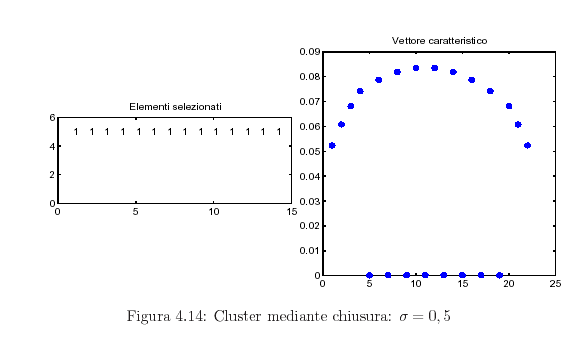 Vettore caratteristico
0.09
0.08
0.07
0.06
0.05
0.04
0.03
0.02
0.01
0
0 5 10 15 20 25
Elementi selezionati
6
4
2
0
1 1 1 1 1 1 1 1 1 1 1 1 1 1
0 5 10 15
Figura 4.14: Cluster mediante chiusura: σ = 0, 5